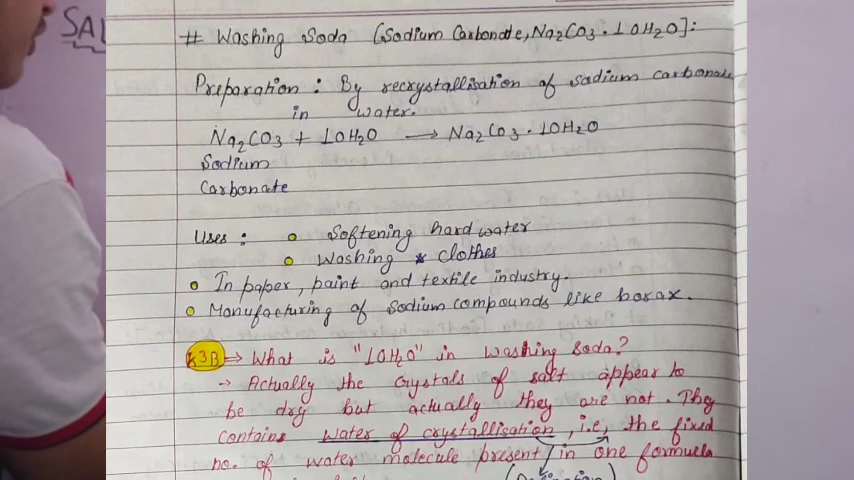 SAL
# Washing Soda (Sodium Carbonate, Na₂CO₃.10H₂O]:
Preparation : By recrystallisation of sodium carbonate
in water.
Na₂CO₃ + 10H₂O → Na₂CO₃.10H₂O
Sodium
Carbonate
Uses :
• Softening hard water
• Washing clothes
• In paper, paint and textile industry.
• Manufacturing of sodium compounds like borax.
K3B ⇒ What is "10H₂O" in washing soda?
→ Actually the crystals of salt appear to
be dry but actually they are not. They
contains water of crystallisation, i.e, the fixed
no. of water molecule present in one formula